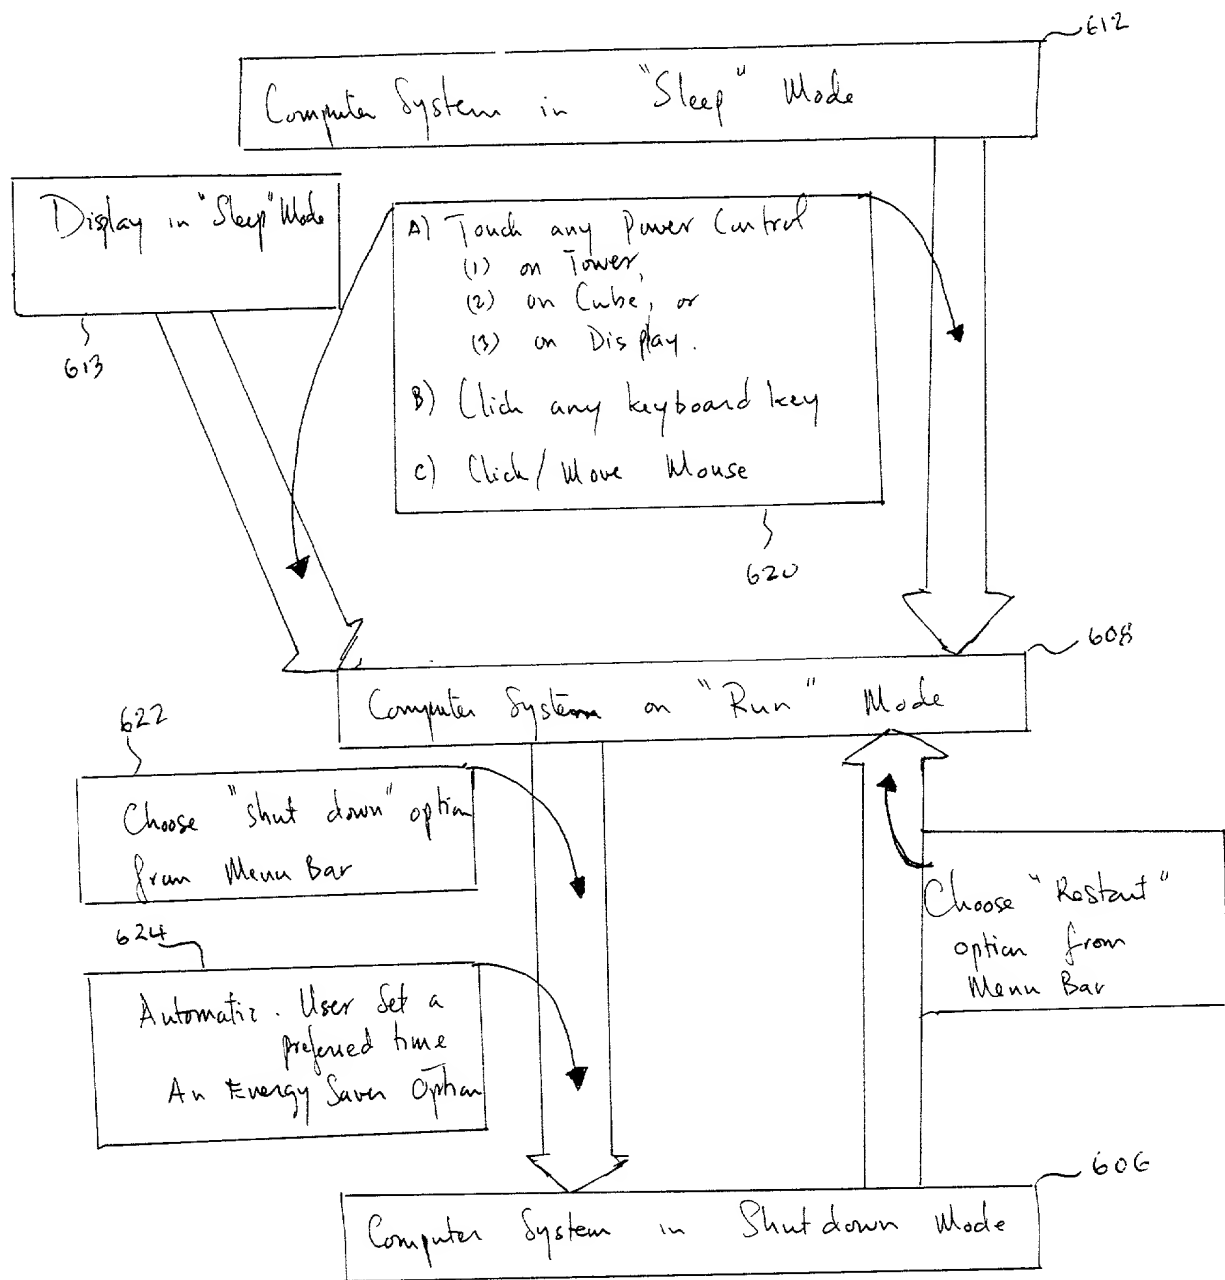 612
Computer System in "Sleep" Mode
Display in "Sleep" Mode
613
A) Touch any Power Control
(1) on Tower,
(2) on Cube, or
(3) on Display.
B) Click any keyboard key
C) Click/Move Mouse
620
608
Computer System on "Run" Mode
622
Choose "shut down" option
from Menu Bar
624
Automatic. User Set a
preferred time
An Energy Saver Option
Choose "Restart"
option from
Menu Bar
606
Computer System in Shutdown Mode